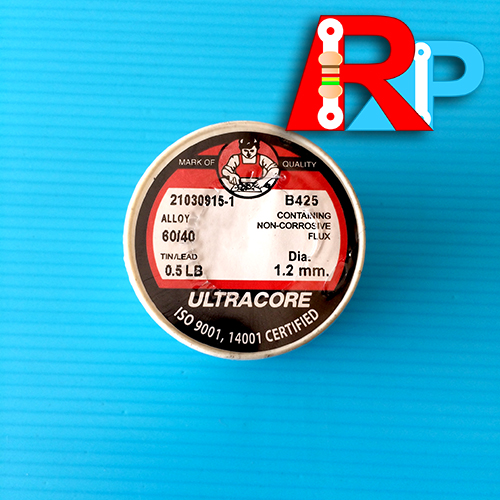 RP
MARK OF QUALITY
21030915-1 B425
ALLOY CONTAINING
60/40 NON-CORROSIVE
FLUX
TIN/LEAD Dia.
0.5 LB 1.2 mm.
ULTRACORE
ISO 9001, 14001 CERTIFIED